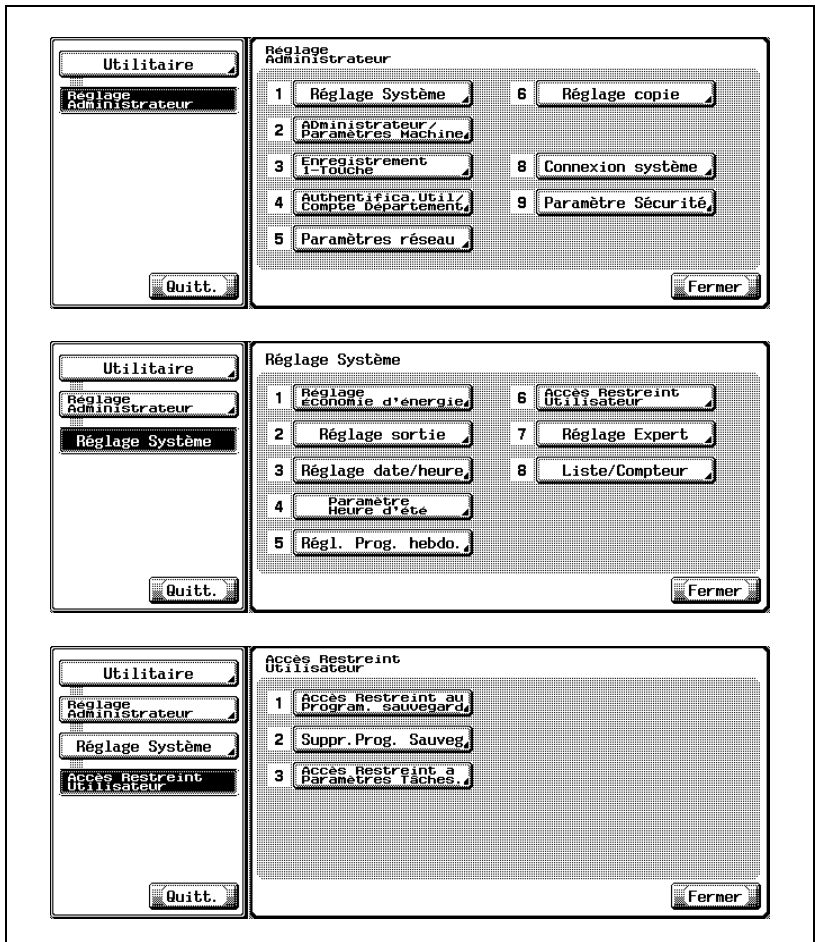 Utilitaire
Réglage
Administrateur
Quitt.
Réglage
Administrateur
1 Réglage Système
2 ADministrateur/
Paramètres Machine
3 Enregistrement
1-Touche
4 Authentifica.Util/
Compte Département
5 Paramètres réseau
6 Réglage copie
8 Connexion système
9 Paramètre Sécurité
Fermer
Utilitaire
Réglage
Administrateur
Réglage Système
Quitt.
Réglage Système
1 Réglage
économie d'énergie
2 Réglage sortie
3 Réglage date/heure
4 Paramètre
Heure d'été
5 Régl. Prog. hebdo.
6 Accès Restreint
Utilisateur
7 Réglage Expert
8 Liste/Compteur
Fermer
Utilitaire
Réglage
Administrateur
Réglage Système
Accès Restreint
Utilisateur
Quitt.
Accès Restreint
Utilisateur
1 Accès Restreint au
Program. sauvegard
2 Suppr.Prog. Sauveg
3 Accès Restreint a
Paramètres Tâches.
Fermer